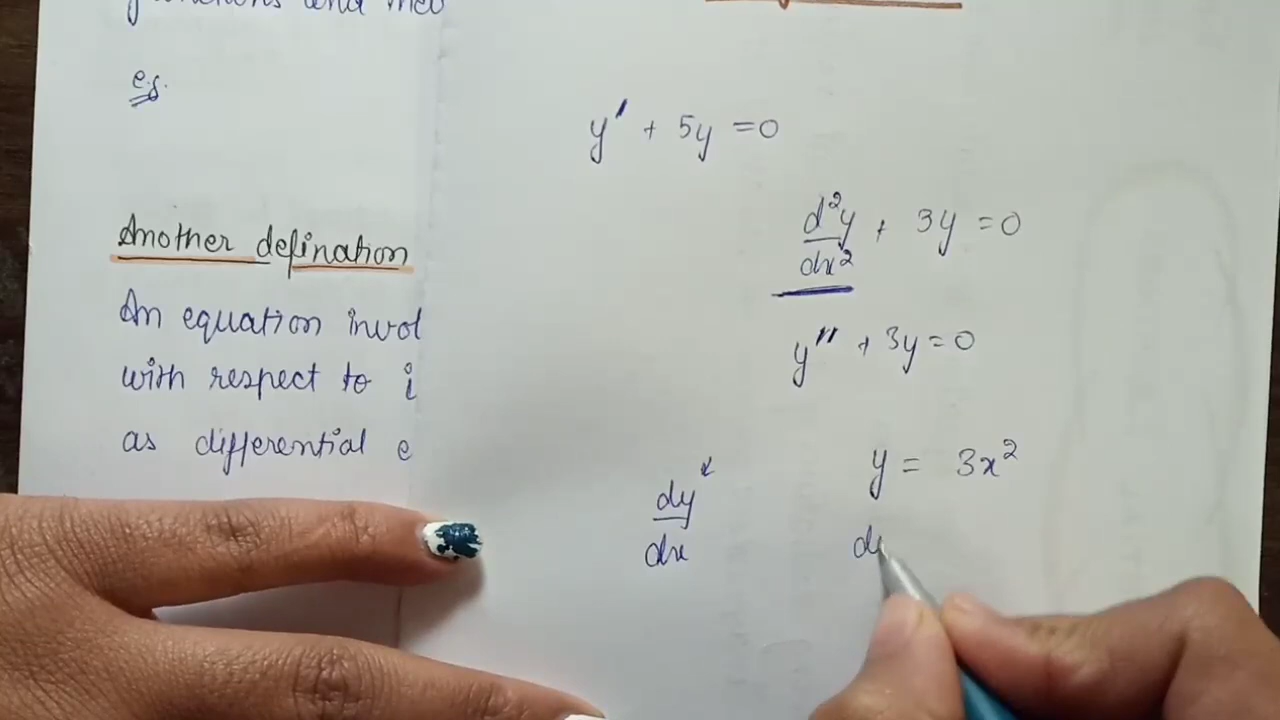 e.g.
y' + 5y = 0
d²y/dx² + 3y = 0
Another defination
y'' + 3y = 0
An equation invol
with respect to i
as differential e
y = 3x²
dy/dx